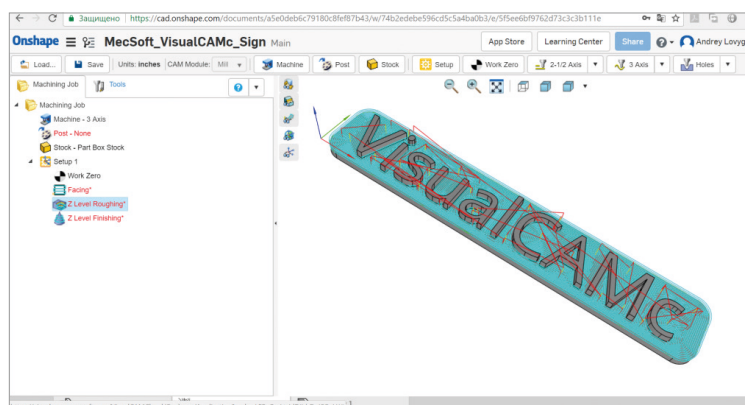 Защищено https://cad.onshape.com/documents/a5e0deb6c79180c8fef87b43/w/74b2edebe596cd5c5a4ba0b3/e/5f5ee6bf9762d73c3c3b111e
Onshape MecSoft_VisualCAMc_Sign Main App Store Learning Center Share Andrey Lovyg
Load... Save Units: inches CAM Module: Mill Machine Post Stock Setup Work Zero 2-1/2 Axis 3 Axis Holes
Machining Job Tools
Machining Job
Machine - 3 Axis
Post - None
Stock - Part Box Stock
Setup 1
Work Zero
Facing*
Z Level Roughing*
Z Level Finishing*
VisualCAMc